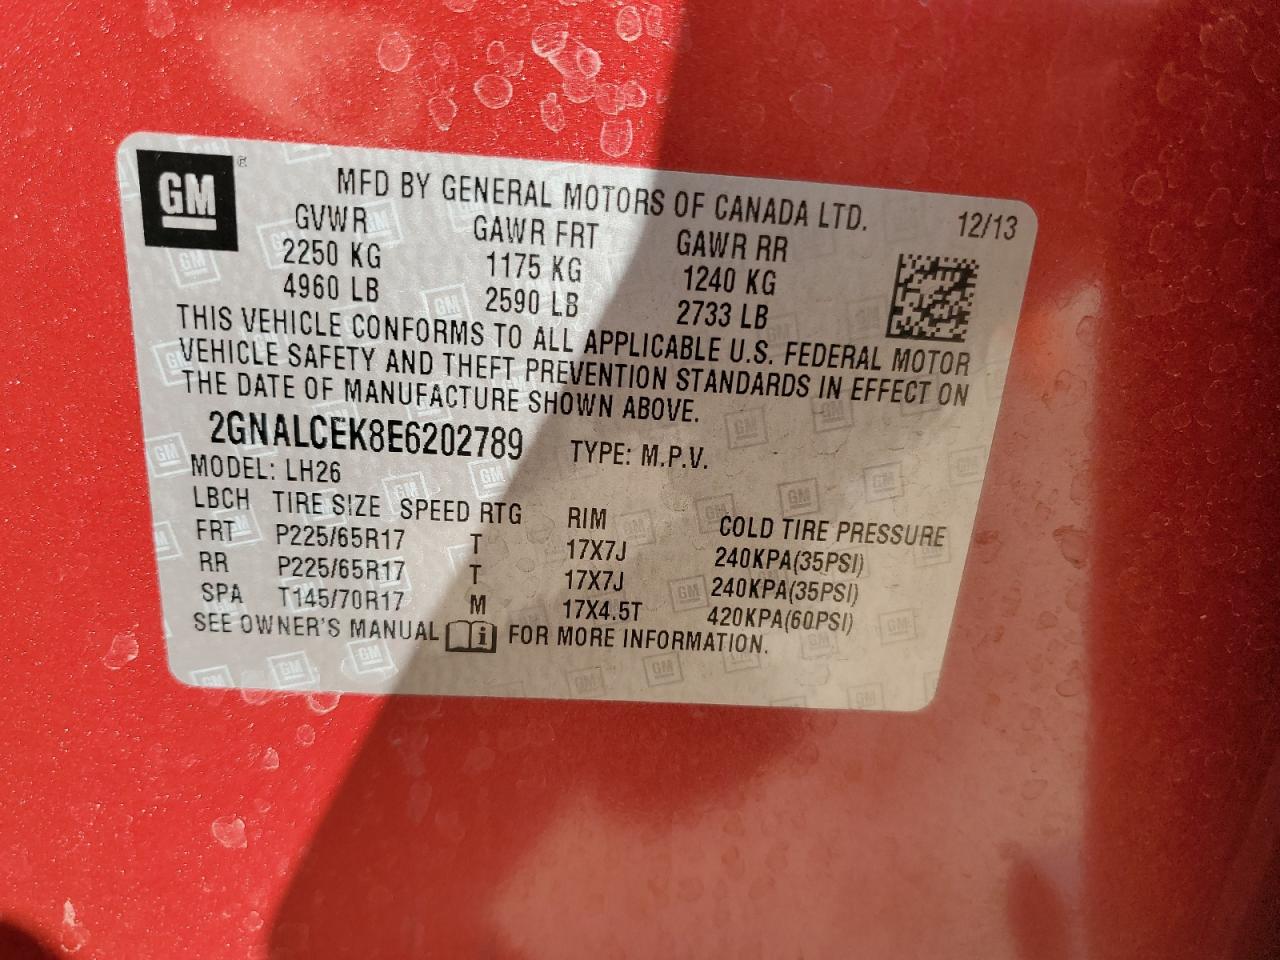 GM ®
MFD BY GENERAL MOTORS OF CANADA LTD. 12/13
GVWR GAWR FRT GAWR RR
2250 KG 1175 KG 1240 KG
4960 LB 2590 LB 2733 LB
THIS VEHICLE CONFORMS TO ALL APPLICABLE U.S. FEDERAL MOTOR
VEHICLE SAFETY AND THEFT PREVENTION STANDARDS IN EFFECT ON
THE DATE OF MANUFACTURE SHOWN ABOVE.
2GNALCEK8E6202789 TYPE: M.P.V.
MODEL: LH26
LBCH TIRE SIZE SPEED RTG RIM COLD TIRE PRESSURE
FRT P225/65R17 T 17X7J 240KPA(35PSI)
RR P225/65R17 T 17X7J 240KPA(35PSI)
SPA T145/70R17 M 17X4.5T 420KPA(60PSI)
SEE OWNER'S MANUAL i FOR MORE INFORMATION.